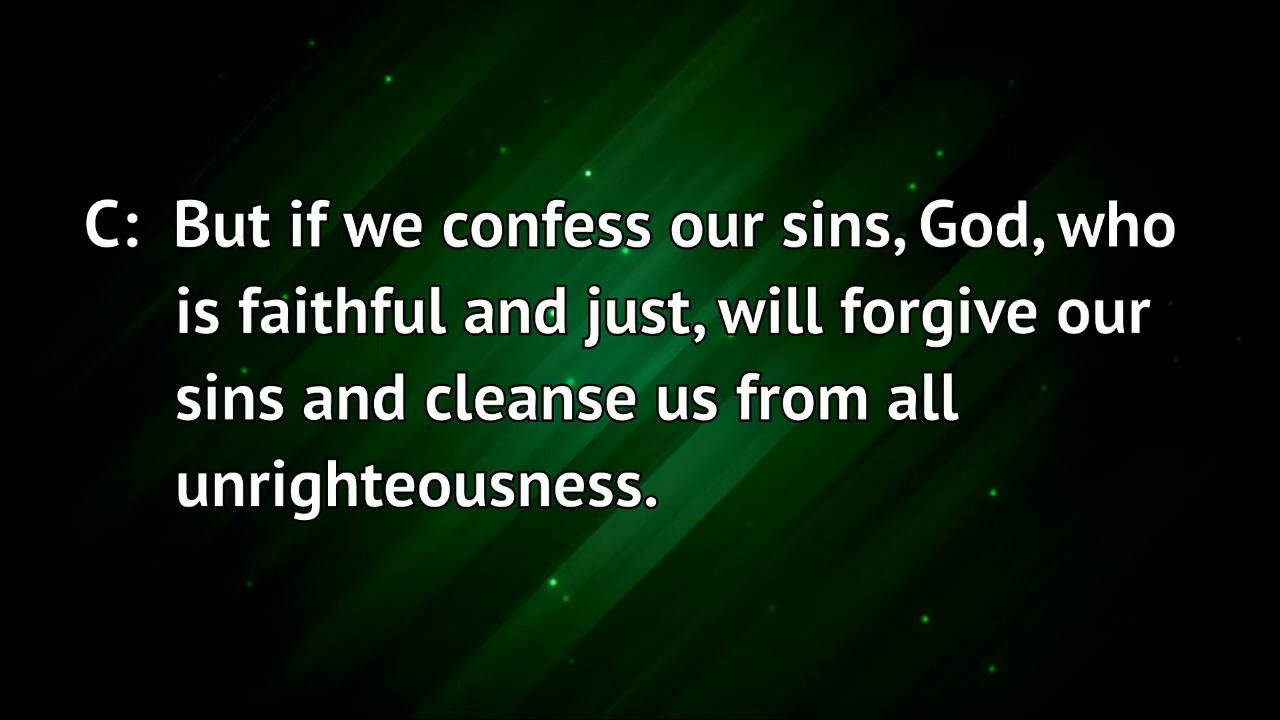 C: But if we confess our sins, God, who
is faithful and just, will forgive our
sins and cleanse us from all
unrighteousness.